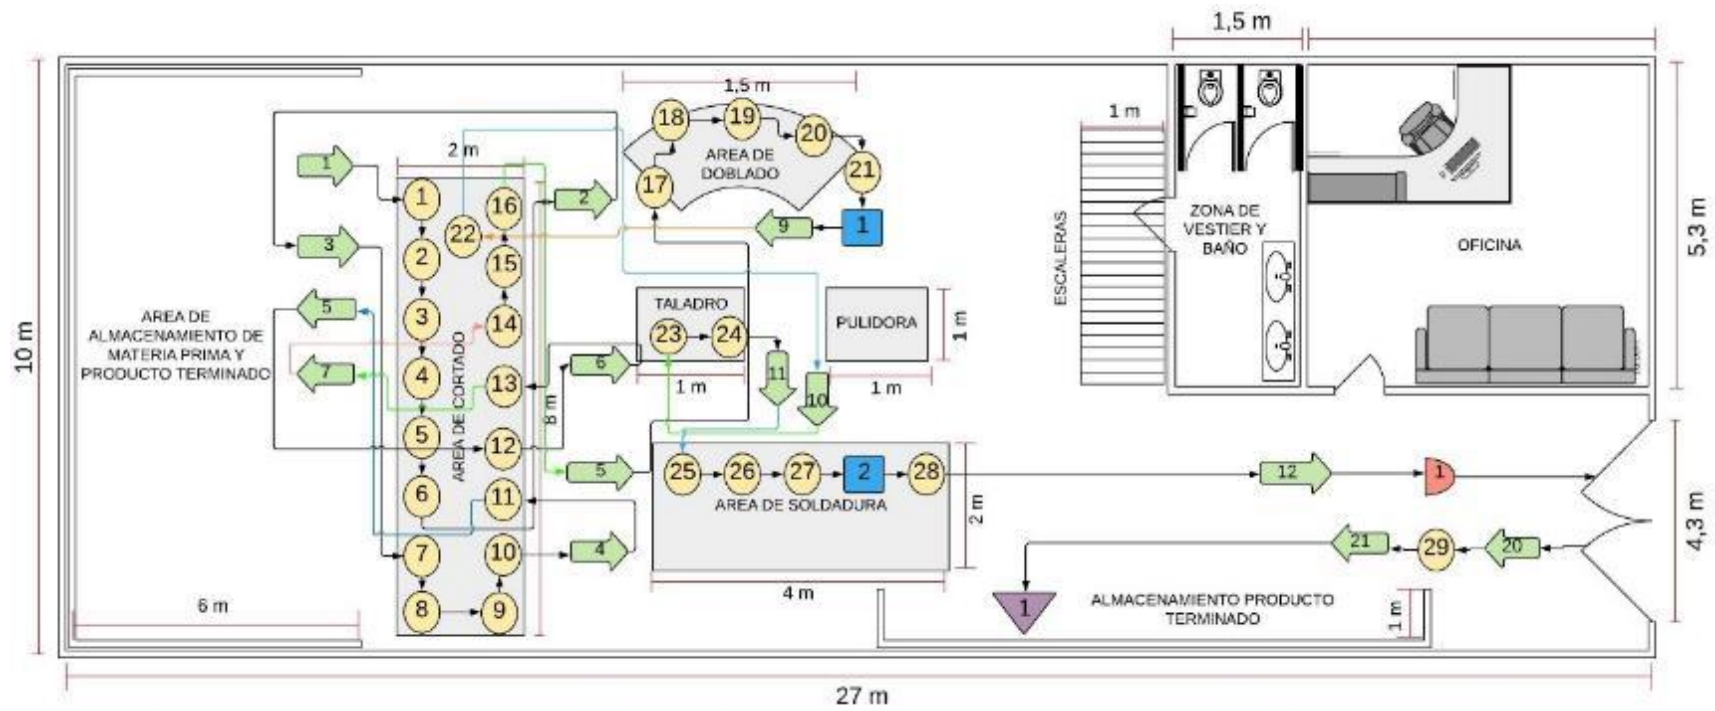 1,5 m
1,5 m
1 m
2 m
18
19
20
21
17
AREA DE
DOBLADO
1
1
2
3
4
5
6
7
8
9
10
11
12
13
14
15
16
22
AREA DE CORTADO
8 m
2
3
9
1
5
7
AREA DE
ALMACENAMIENTO DE
MATERIA PRIMA Y
PRODUCTO TERMINADO
10 m
6 m
TALADRO
23
24
1 m
6
11
10
PULIDORA
1 m
1 m
5
4
25
26
27
2
28
AREA DE SOLDADURA
2 m
4 m
ESCALERAS
ZONA DE
VESTIER Y
BAÑO
OFICINA
5,3 m
12
1
21
29
20
4,3 m
1
ALMACENAMIENTO PRODUCTO
TERMINADO
1 m
27 m